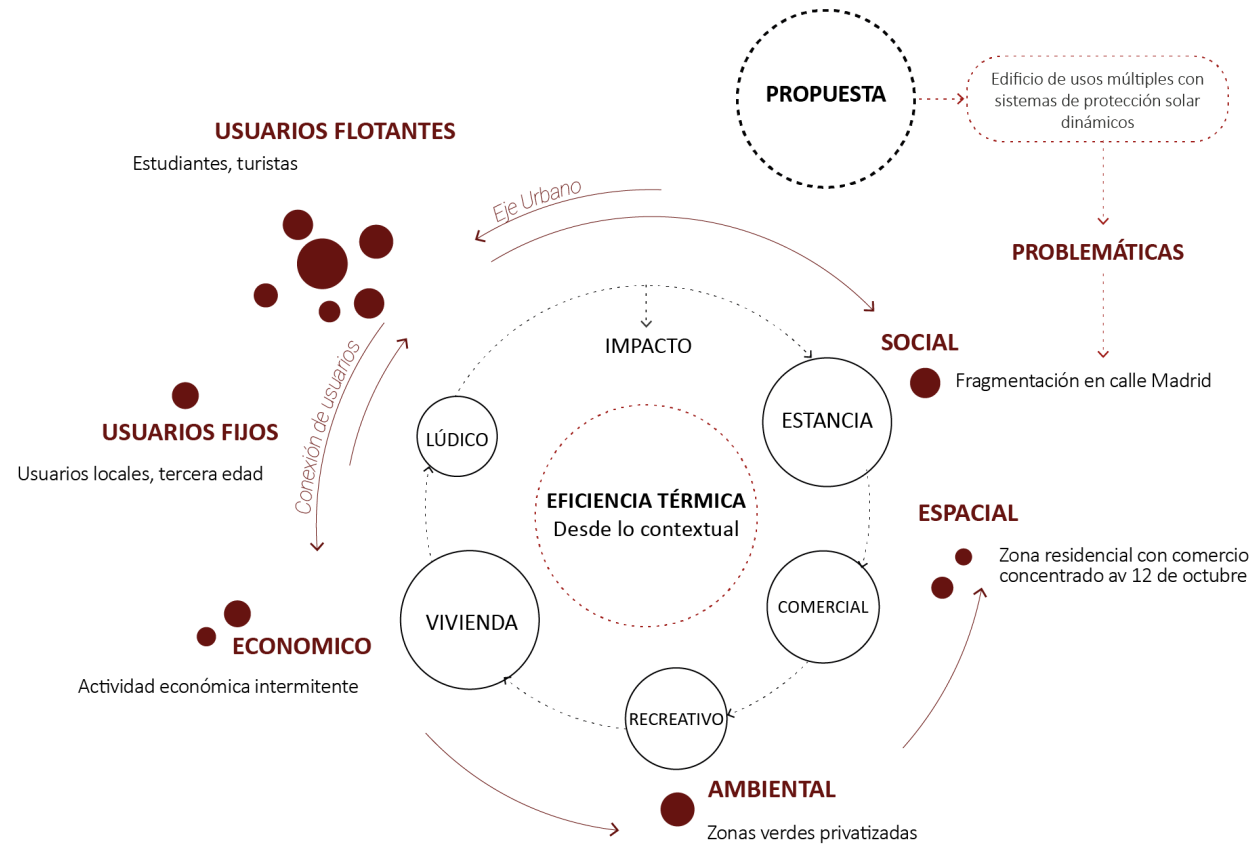 PROPUESTA
Edificio de usos múltiples con
sistemas de protección solar
dinámicos
USUARIOS FLOTANTES
Estudiantes, turistas
Eje Urbano
PROBLEMÁTICAS
IMPACTO
SOCIAL
Fragmentación en calle Madrid
Conexión de usuarios
USUARIOS FIJOS
Usuarios locales, tercera edad
LÚDICO
ESTANCIA
EFICIENCIA TÉRMICA
Desde lo contextual
ESPACIAL
Zona residencial con comercio
concentrado av 12 de octubre
COMERCIAL
VIVIENDA
ECONOMICO
Actividad económica intermitente
RECREATIVO
AMBIENTAL
Zonas verdes privatizadas